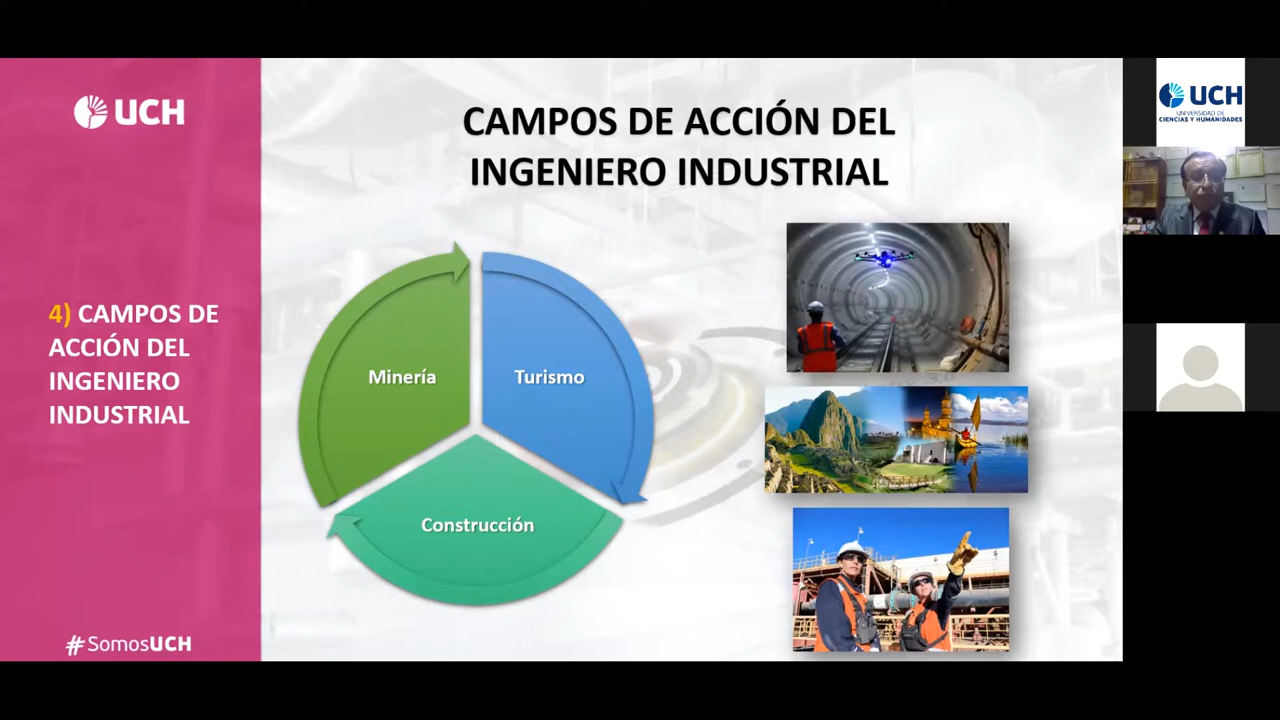 UCH
CAMPOS DE ACCIÓN DEL
INGENIERO INDUSTRIAL
4) CAMPOS DE
ACCIÓN DEL
INGENIERO
INDUSTRIAL
Minería
Turismo
Construcción
#SomosUCH
UCH
UNIVERSIDAD DE
CIENCIAS Y HUMANIDADES